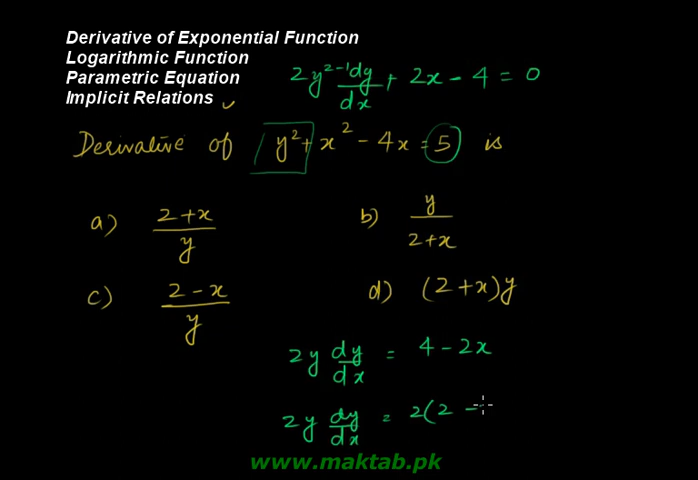 Derivative of Exponential Function
Logarithmic Function
Parametric Equation
Implicit Relations ✓
2y²⁻¹ dy/dx + 2x - 4 = 0
Derivative of y² + x² - 4x = 5 is
a) (2+x)/y b) y/(2+x)
c) (2-x)/y d) (2+x)y
2y dy/dx = 4 - 2x
2y dy/dx = 2(2 -
www.maktab.pk